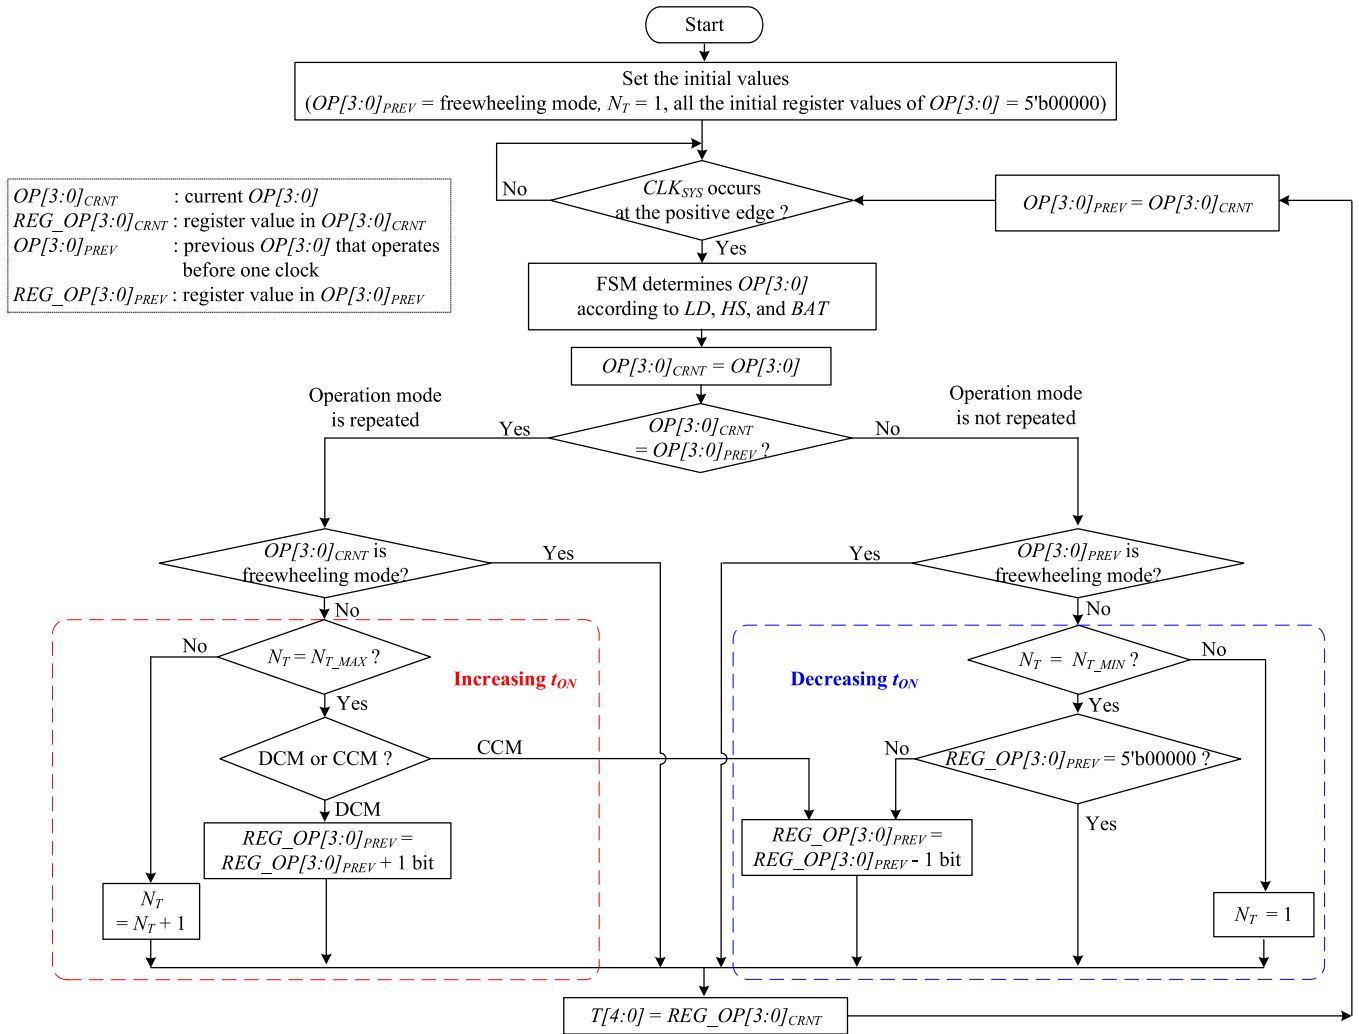 Start
Set the initial values
(OP[3:0]PREV = freewheeling mode, NT = 1, all the initial register values of OP[3:0] = 5'b00000)
No
CLKSYS occurs
at the positive edge ?
OP[3:0]PREV = OP[3:0]CRNT
Yes
OP[3:0]CRNT : current OP[3:0]
REG_OP[3:0]CRNT : register value in OP[3:0]CRNT
OP[3:0]PREV : previous OP[3:0] that operates
before one clock
REG_OP[3:0]PREV : register value in OP[3:0]PREV
FSM determines OP[3:0]
according to LD, HS, and BAT
OP[3:0]CRNT = OP[3:0]
Operation mode
is repeated
Operation mode
is not repeated
Yes
OP[3:0]CRNT
= OP[3:0]PREV ?
No
OP[3:0]CRNT is
freewheeling mode?
Yes
Yes
OP[3:0]PREV is
freewheeling mode?
No
No
No
NT = NT_MAX ?
Increasing tON
Decreasing tON
NT = NT_MIN ?
No
Yes
Yes
DCM or CCM ?
CCM
No
REG_OP[3:0]PREV = 5'b00000 ?
DCM
Yes
REG_OP[3:0]PREV =
REG_OP[3:0]PREV + 1 bit
REG_OP[3:0]PREV =
REG_OP[3:0]PREV - 1 bit
NT
= NT + 1
NT = 1
T[4:0] = REG_OP[3:0]CRNT